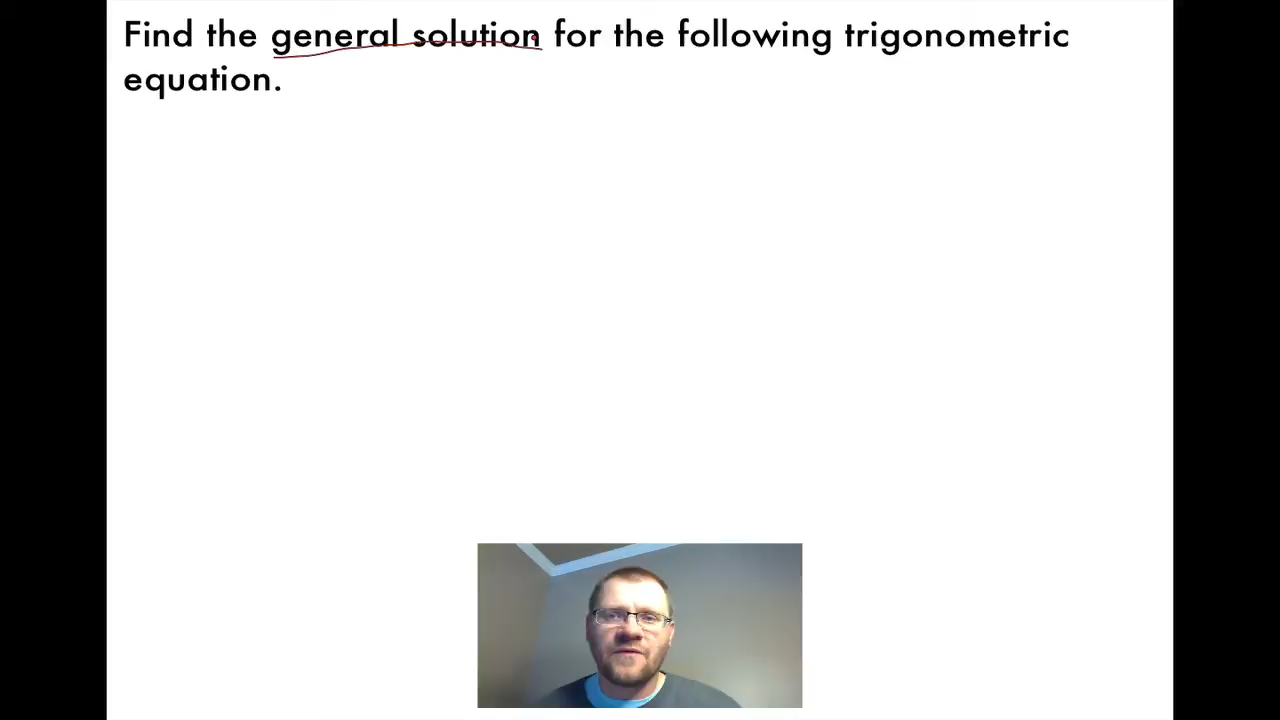 Find the general solution for the following trigonometric
equation.